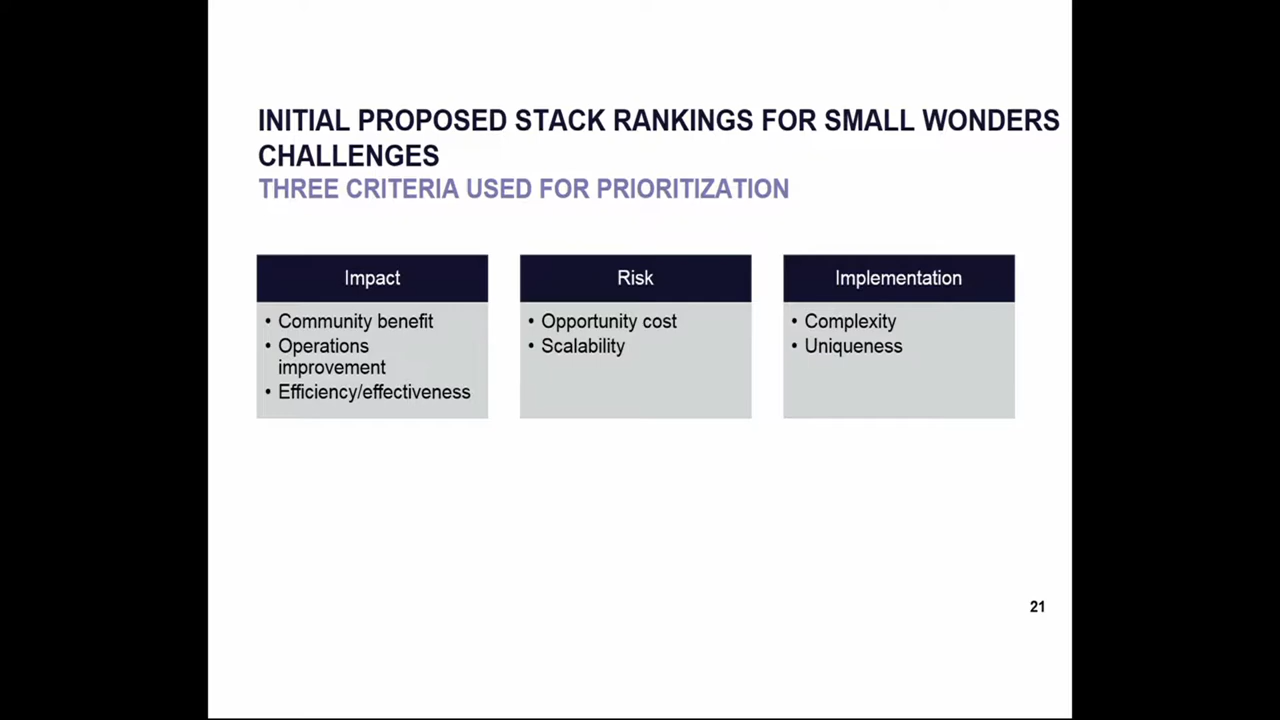 INITIAL PROPOSED STACK RANKINGS FOR SMALL WONDERS
CHALLENGES
THREE CRITERIA USED FOR PRIORITIZATION
Impact
• Community benefit
• Operations
improvement
• Efficiency/effectiveness
Risk
• Opportunity cost
• Scalability
Implementation
• Complexity
• Uniqueness
21